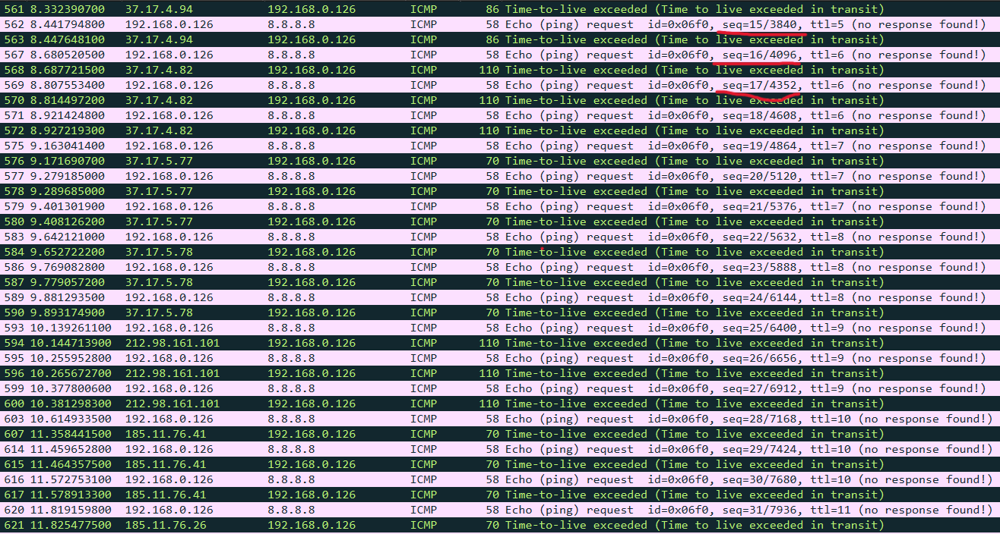 561 8.332390700 37.17.4.94 192.168.0.126 ICMP 86 Time-to-live exceeded (Time to live exceeded in transit)
562 8.441794800 192.168.0.126 8.8.8.8 ICMP 58 Echo (ping) request id=0x06f0, seq=15/3840, ttl=5 (no response found!)
563 8.447648100 37.17.4.94 192.168.0.126 ICMP 86 Time-to-live exceeded (Time to live exceeded in transit)
567 8.680520500 192.168.0.126 8.8.8.8 ICMP 58 Echo (ping) request id=0x06f0, seq=16/4096, ttl=6 (no response found!)
568 8.687721500 37.17.4.82 192.168.0.126 ICMP 110 Time-to-live exceeded (Time to live exceeded in transit)
569 8.807553400 192.168.0.126 8.8.8.8 ICMP 58 Echo (ping) request id=0x06f0, seq=17/4352, ttl=6 (no response found!)
570 8.814497200 37.17.4.82 192.168.0.126 ICMP 110 Time-to-live exceeded (Time to live exceeded in transit)
571 8.921424800 192.168.0.126 8.8.8.8 ICMP 58 Echo (ping) request id=0x06f0, seq=18/4608, ttl=6 (no response found!)
572 8.927219300 37.17.4.82 192.168.0.126 ICMP 110 Time-to-live exceeded (Time to live exceeded in transit)
575 9.163041400 192.168.0.126 8.8.8.8 ICMP 58 Echo (ping) request id=0x06f0, seq=19/4864, ttl=7 (no response found!)
576 9.171690700 37.17.5.77 192.168.0.126 ICMP 70 Time-to-live exceeded (Time to live exceeded in transit)
577 9.279185000 192.168.0.126 8.8.8.8 ICMP 58 Echo (ping) request id=0x06f0, seq=20/5120, ttl=7 (no response found!)
578 9.289685000 37.17.5.77 192.168.0.126 ICMP 70 Time-to-live exceeded (Time to live exceeded in transit)
579 9.401301900 192.168.0.126 8.8.8.8 ICMP 58 Echo (ping) request id=0x06f0, seq=21/5376, ttl=7 (no response found!)
580 9.408126200 37.17.5.77 192.168.0.126 ICMP 70 Time-to-live exceeded (Time to live exceeded in transit)
583 9.642121000 192.168.0.126 8.8.8.8 ICMP 58 Echo (ping) request id=0x06f0, seq=22/5632, ttl=8 (no response found!)
584 9.652722200 37.17.5.78 192.168.0.126 ICMP 70 Time-to-live exceeded (Time to live exceeded in transit)
586 9.769082800 192.168.0.126 8.8.8.8 ICMP 58 Echo (ping) request id=0x06f0, seq=23/5888, ttl=8 (no response found!)
587 9.779057200 37.17.5.78 192.168.0.126 ICMP 70 Time-to-live exceeded (Time to live exceeded in transit)
589 9.881293500 192.168.0.126 8.8.8.8 ICMP 58 Echo (ping) request id=0x06f0, seq=24/6144, ttl=8 (no response found!)
590 9.893174900 37.17.5.78 192.168.0.126 ICMP 70 Time-to-live exceeded (Time to live exceeded in transit)
593 10.139261100 192.168.0.126 8.8.8.8 ICMP 58 Echo (ping) request id=0x06f0, seq=25/6400, ttl=9 (no response found!)
594 10.144713900 212.98.161.101 192.168.0.126 ICMP 110 Time-to-live exceeded (Time to live exceeded in transit)
595 10.255952800 192.168.0.126 8.8.8.8 ICMP 58 Echo (ping) request id=0x06f0, seq=26/6656, ttl=9 (no response found!)
596 10.265672700 212.98.161.101 192.168.0.126 ICMP 110 Time-to-live exceeded (Time to live exceeded in transit)
599 10.377800600 192.168.0.126 8.8.8.8 ICMP 58 Echo (ping) request id=0x06f0, seq=27/6912, ttl=9 (no response found!)
600 10.381298300 212.98.161.101 192.168.0.126 ICMP 110 Time-to-live exceeded (Time to live exceeded in transit)
603 10.614933500 192.168.0.126 8.8.8.8 ICMP 58 Echo (ping) request id=0x06f0, seq=28/7168, ttl=10 (no response found!)
607 11.358441500 185.11.76.41 192.168.0.126 ICMP 70 Time-to-live exceeded (Time to live exceeded in transit)
614 11.459652800 192.168.0.126 8.8.8.8 ICMP 58 Echo (ping) request id=0x06f0, seq=29/7424, ttl=10 (no response found!)
615 11.464357500 185.11.76.41 192.168.0.126 ICMP 70 Time-to-live exceeded (Time to live exceeded in transit)
616 11.572753100 192.168.0.126 8.8.8.8 ICMP 58 Echo (ping) request id=0x06f0, seq=30/7680, ttl=10 (no response found!)
617 11.578913300 185.11.76.41 192.168.0.126 ICMP 70 Time-to-live exceeded (Time to live exceeded in transit)
620 11.819159800 192.168.0.126 8.8.8.8 ICMP 58 Echo (ping) request id=0x06f0, seq=31/7936, ttl=11 (no response found!)
621 11.825477500 185.11.76.26 192.168.0.126 ICMP 70 Time-to-live exceeded (Time to live exceeded in transit)